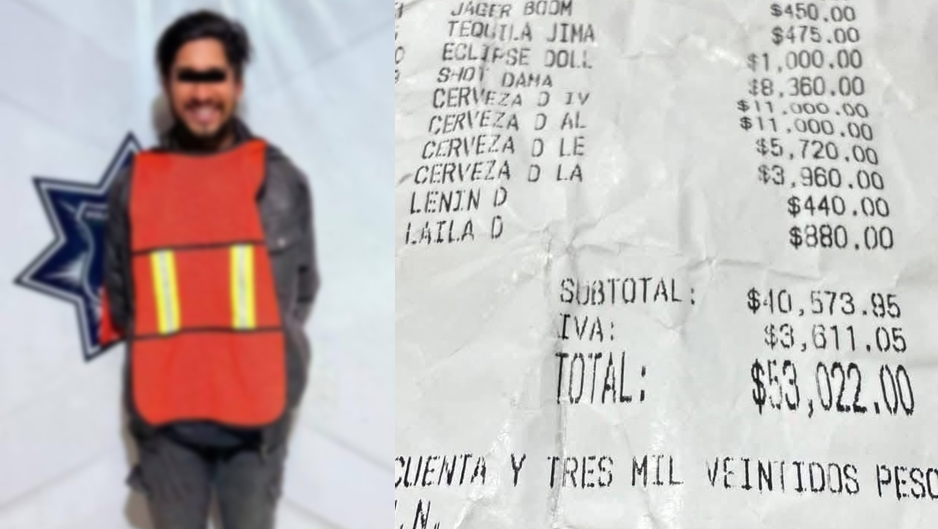 JAGER BOOM $450.00
TEQUILA JIMA $475.00
ECLIPSE DOLL $1,000.00
SHOT DAMA $8,360.00
CERVEZA D IV $11,000.00
CERVEZA D AL $11,000.00
CERVEZA D LE $5,720.00
CERVEZA D LA $3,960.00
LENIN D $440.00
LAILA D $880.00
SUBTOTAL: $40,573.95
IVA: $3,611.05
TOTAL: $53,022.00
CUENTA Y TRES MIL VEINTIDOS PESO
.N.